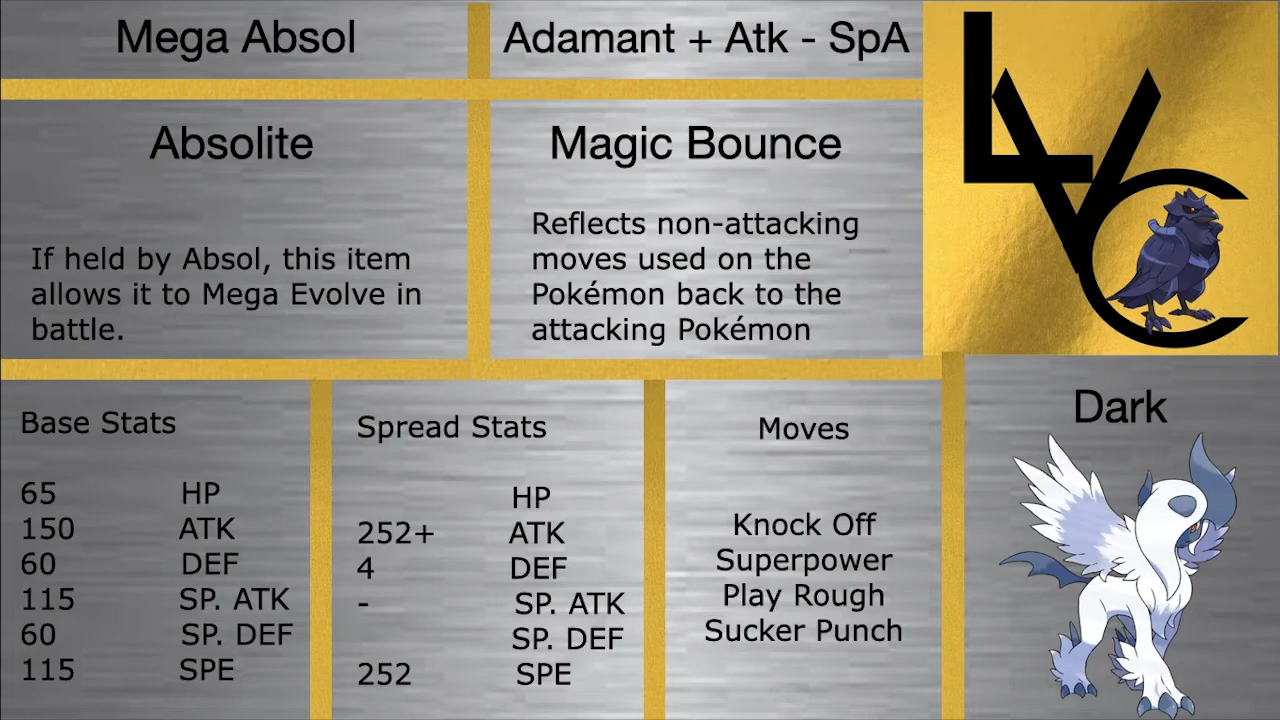 Mega Absol
Adamant + Atk - SpA
LVC
Absolite
If held by Absol, this item
allows it to Mega Evolve in
battle.
Magic Bounce
Reflects non-attacking
moves used on the
Pokémon back to the
attacking Pokémon
Base Stats
65 HP
150 ATK
60 DEF
115 SP. ATK
60 SP. DEF
115 SPE
Spread Stats
HP
252+ ATK
4 DEF
- SP. ATK
SP. DEF
252 SPE
Moves
Knock Off
Superpower
Play Rough
Sucker Punch
Dark